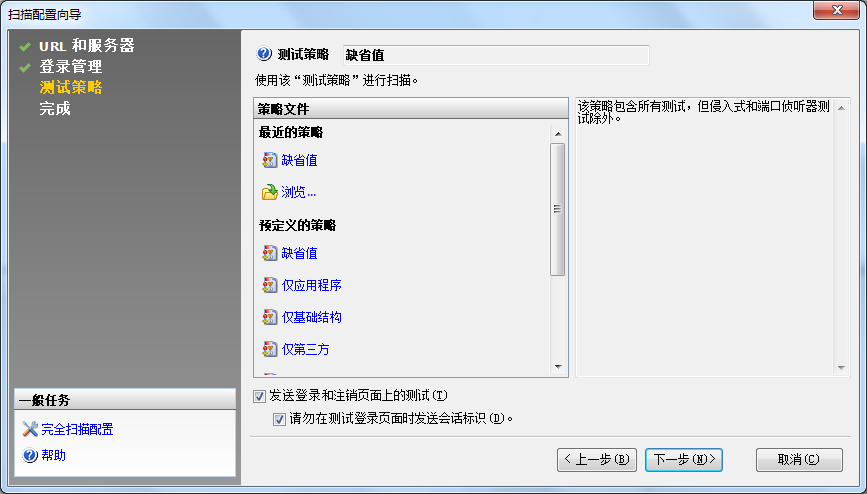 扫描配置向导
URL 和服务器
登录管理
测试策略
完成
测试策略 缺省值
使用该“测试策略”进行扫描。
策略文件
最近的策略
缺省值
浏览...
预定义的策略
缺省值
仅应用程序
仅基础结构
仅第三方
该策略包含所有测试，但侵入式和端口侦听器测
试除外。
发送登录和注销页面上的测试(T)
请勿在测试登录页面时发送会话标识(D)。
一般任务
完全扫描配置
帮助
<上一步(B) 下一步(N)> 取消(C)